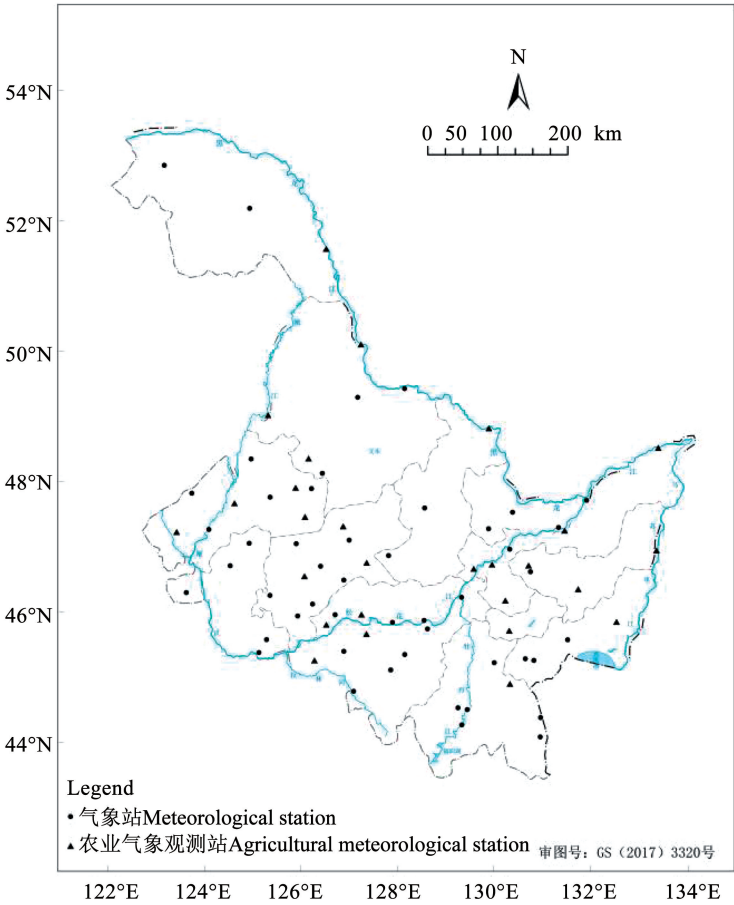 N
0 50 100 200 km
54°N
52°N
50°N
48°N
46°N
44°N
Legend
气象站Meteorological station
农业气象观测站Agricultural meteorological station
审图号：GS（2017）3320号
122°E 124°E 126°E 128°E 130°E 132°E 134°E